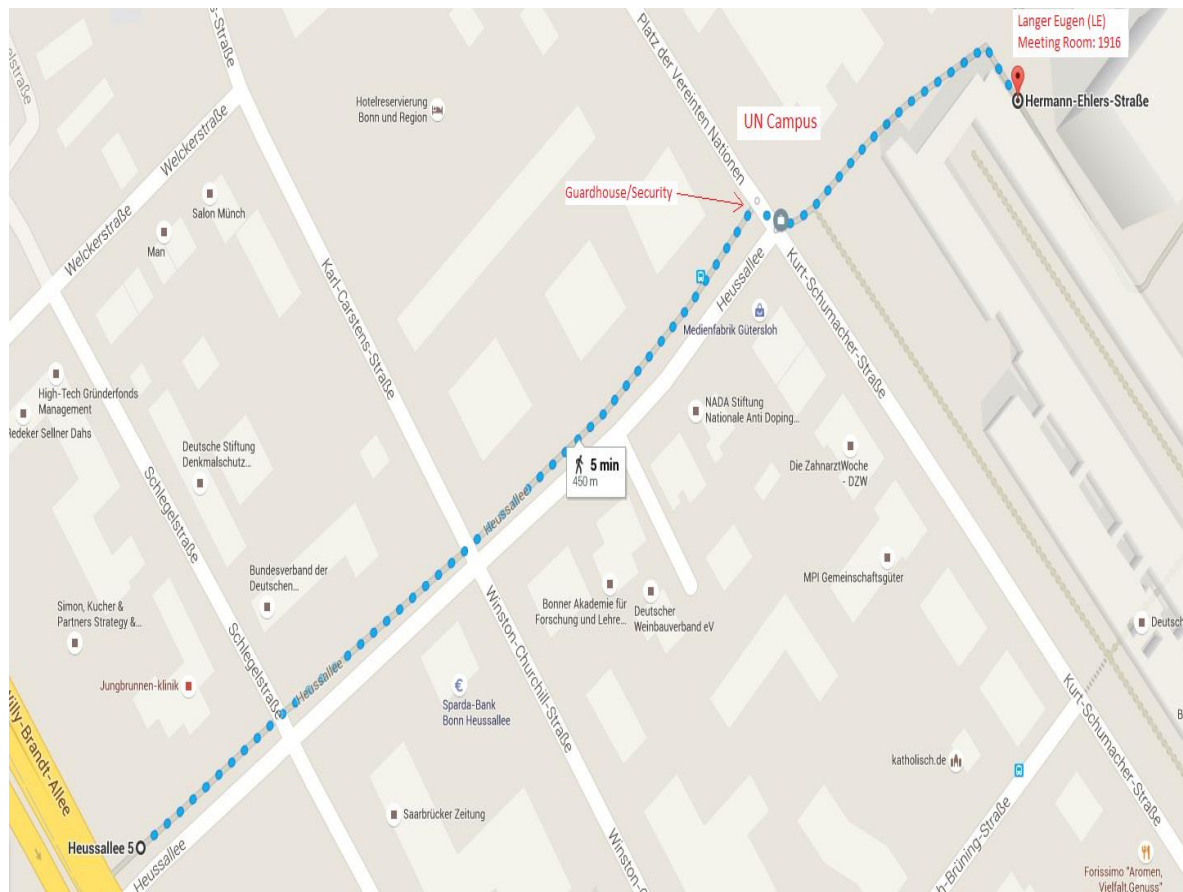 Langer Eugen (LE)
Meeting Room: 1916
Hermann-Ehlers-Straße
UN Campus
Platz der Vereinten Nationen
Guardhouse/Security
Hotelreservierung
Bonn und Region
Welckerstraße
Welckerstraße
Salon Münch
Man
Karl-Carstens-Straße
Heussallee
Medienfabrik Gütersloh
Kurt-Schumacher-Straße
High-Tech Gründerfonds
Management
Redeker Sellner Dahs
Deutsche Stiftung
Denkmalschutz...
NADA Stiftung
Nationale Anti Doping...
Die ZahnarztWoche
- DZW
5 min
450 m
Heussallee
Schlegelstraße
Bundesverband der
Deutschen...
MPI Gemeinschaftsgüter
Bonner Akademie für
Forschung und Lehre...
Deutscher
Weinbauverband eV
Simon, Kucher &
Partners Strategy &...
Schlegelstraße
Heussallee
Winston-Churchill-Straße
Jungbrunnen-klinik
Sparda-Bank
Bonn Heussallee
Deutsch
Kurt-Schumacher-Straße
Willy-Brandt-Allee
katholisch.de
Saarbrücker Zeitung
Heussallee 5
Heussallee
h-Brüning-Straße
Forissimo "Aromen,
Vielfalt,Genuss"